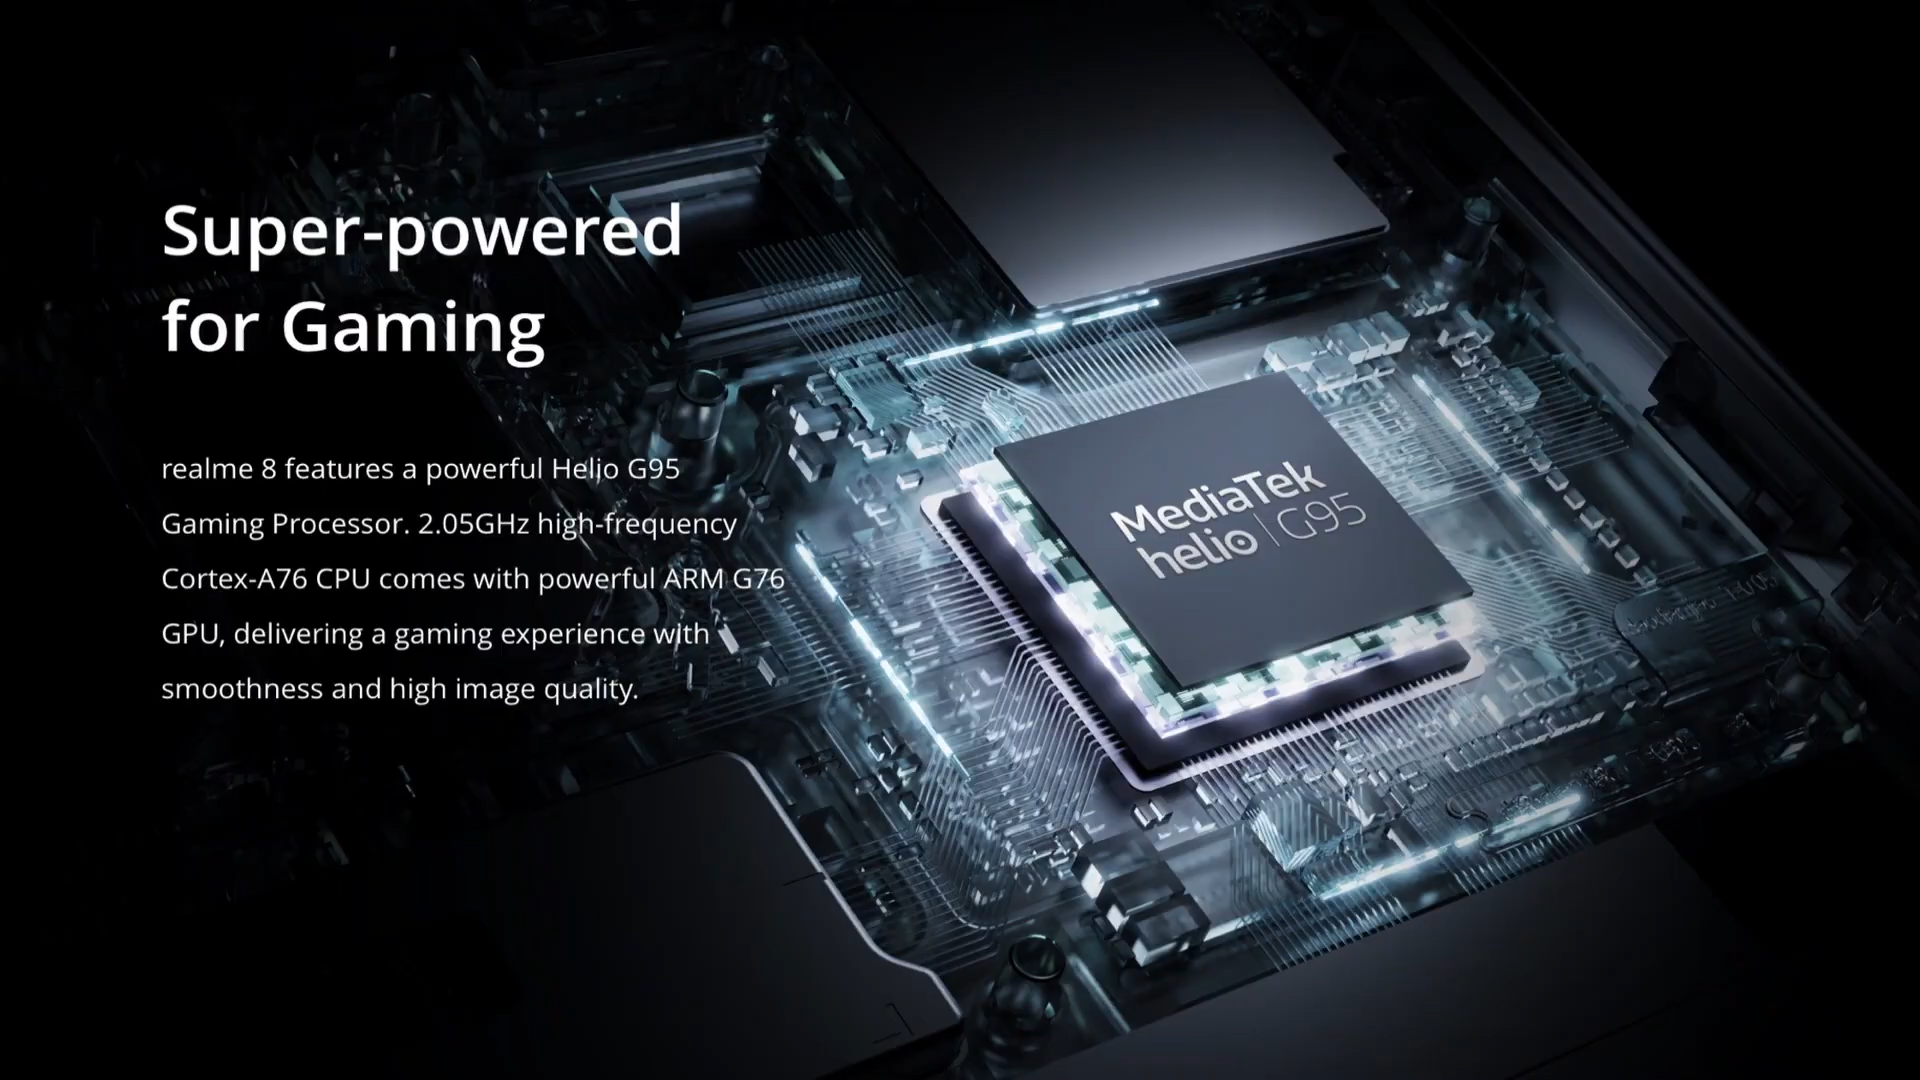 Super-powered
for Gaming
realme 8 features a powerful Helio G95
Gaming Processor. 2.05GHz high-frequency
Cortex-A76 CPU comes with powerful ARM G76
GPU, delivering a gaming experience with
smoothness and high image quality.
MediaTek
helio | G95